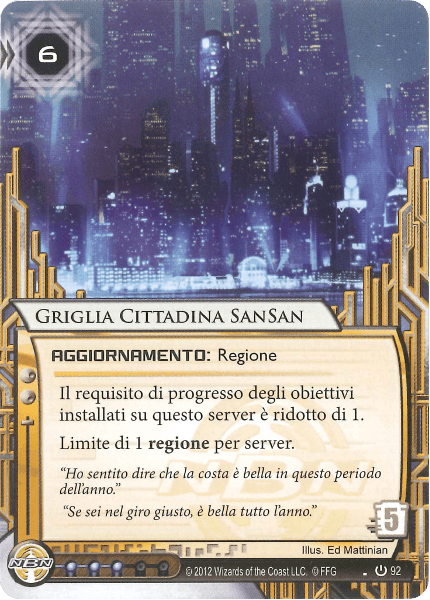 6
GRIGLIA CITTADINA SANSAN
AGGIORNAMENTO: Regione
Il requisito di progresso degli obiettivi
installati su questo server è ridotto di 1.
Limite di 1 regione per server.
“Ho sentito dire che la costa è bella in questo periodo
dell’anno.”
“Se sei nel giro giusto, è bella tutto l’anno.”
5
Illus. Ed Mattinian
NBN
© 2012 Wizards of the Coast LLC. © FFG
92